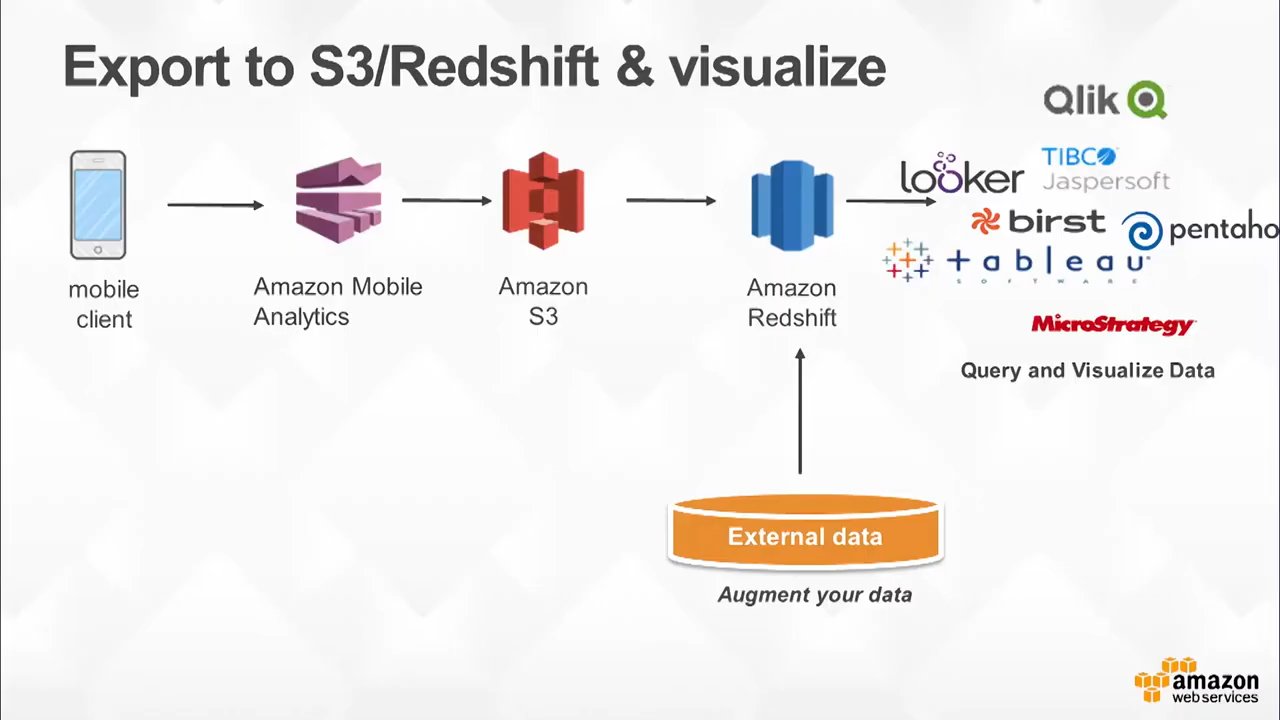 Export to S3/Redshift & visualize
Qlik
looker
TIBCO
Jaspersoft
birst
pentaho
+ableau
SOFTWARE
MicroStrategy
Query and Visualize Data
mobile
client
Amazon Mobile
Analytics
Amazon
S3
Amazon
Redshift
External data
Augment your data
amazon
web services